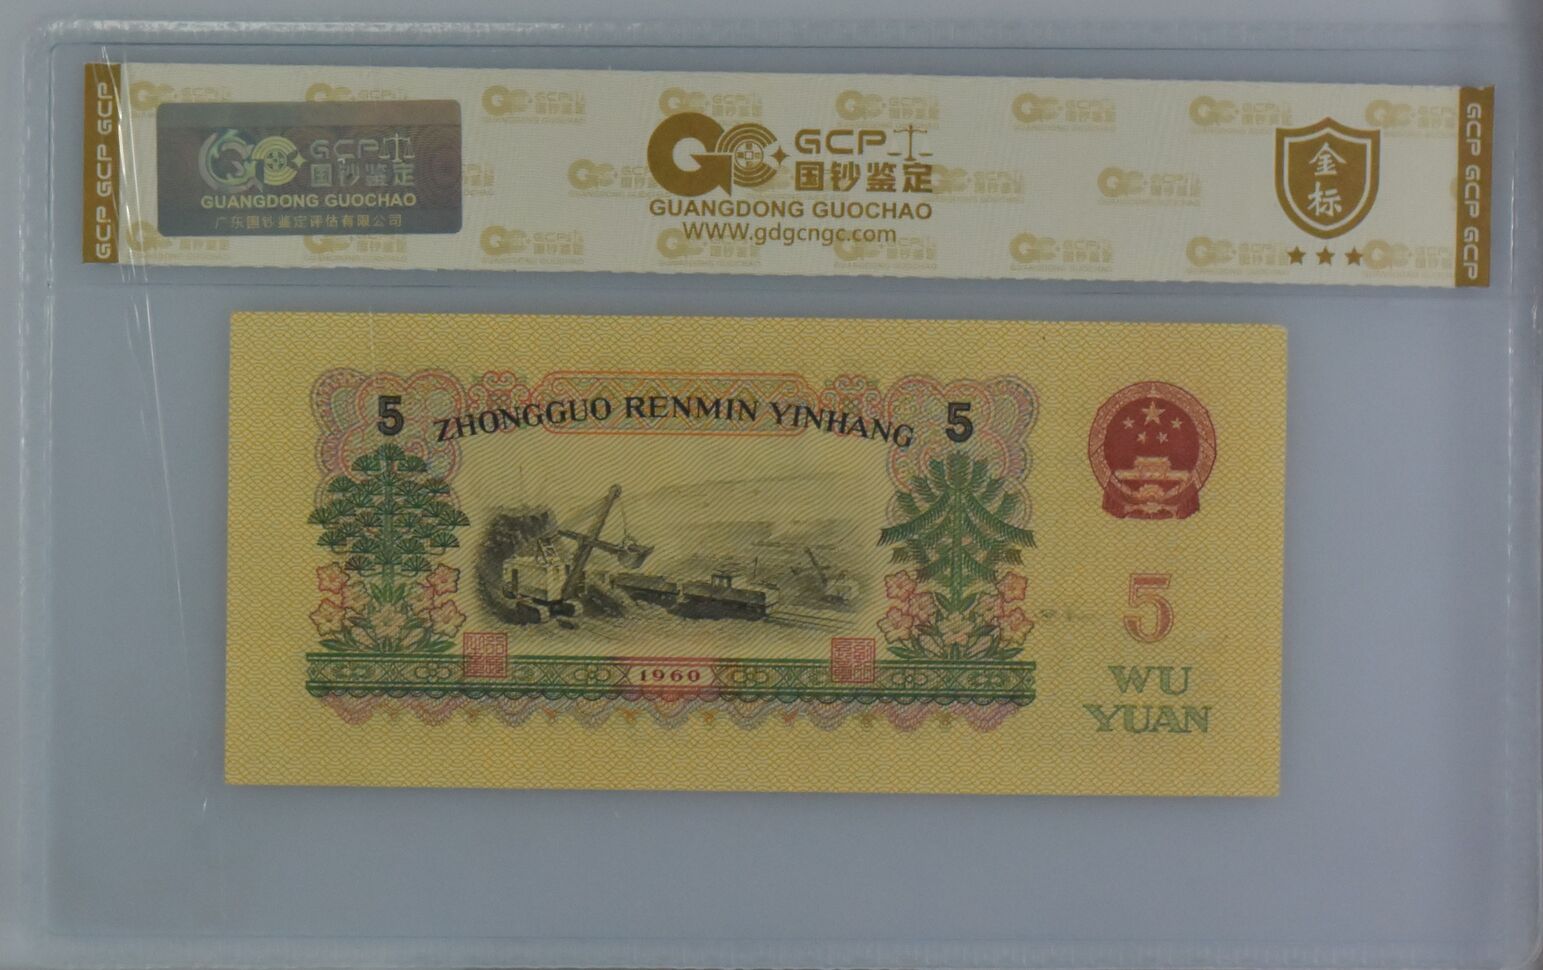 GCP GCP
GCP
国钞鉴定
GUANGDONG GUOCHAO
广东国钞鉴定评估有限公司
GCP
国钞鉴定
GUANGDONG GUOCHAO
WWW.gdgcngc.com
金标
GCP GCP GCP
5 ZHONGGUO RENMIN YINHANG 5
5
WU
YUAN
1960